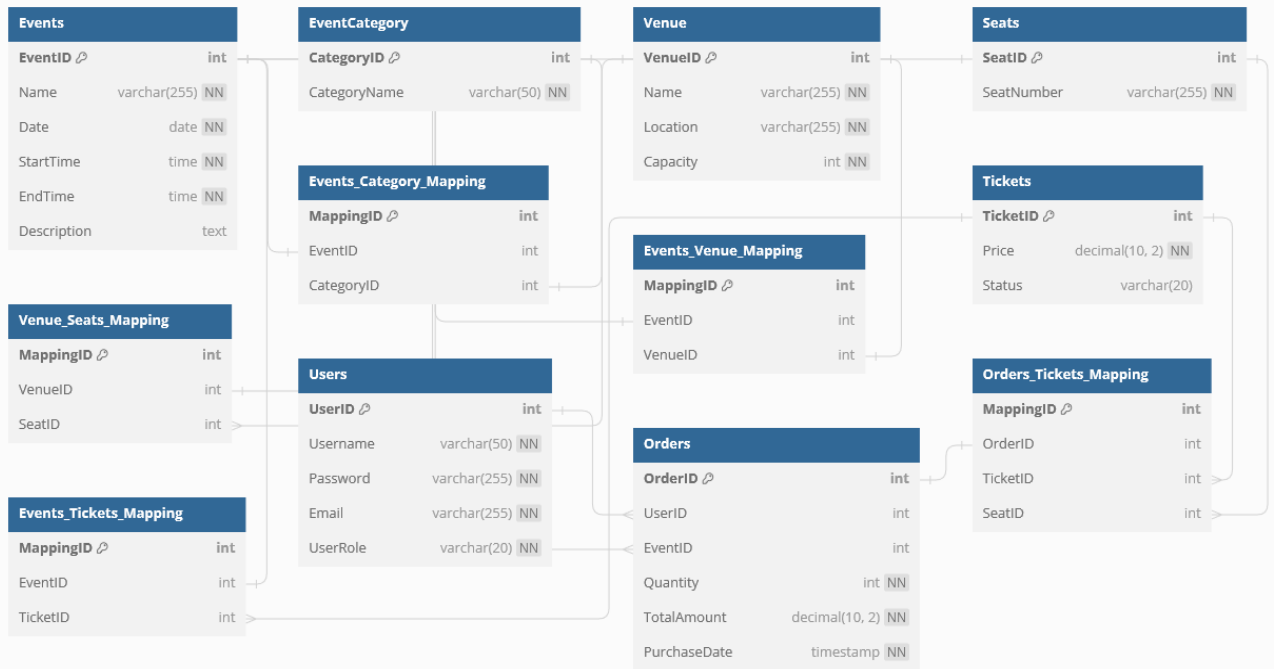 Events
EventID int
Name varchar(255) NN
Date date NN
StartTime time NN
EndTime time NN
Description text
EventCategory
CategoryID int
CategoryName varchar(50) NN
Venue
VenueID int
Name varchar(255) NN
Location varchar(255) NN
Capacity int NN
Seats
SeatID int
SeatNumber varchar(255) NN
Events_Category_Mapping
MappingID int
EventID int
CategoryID int
Tickets
TicketID int
Price decimal(10, 2) NN
Status varchar(20)
Events_Venue_Mapping
MappingID int
EventID int
VenueID int
Venue_Seats_Mapping
MappingID int
VenueID int
SeatID int
Users
UserID int
Username varchar(50) NN
Password varchar(255) NN
Email varchar(255) NN
UserRole varchar(20) NN
Orders_Tickets_Mapping
MappingID int
OrderID int
TicketID int
SeatID int
Orders
OrderID int
UserID int
EventID int
Quantity int NN
TotalAmount decimal(10, 2) NN
PurchaseDate timestamp NN
Events_Tickets_Mapping
MappingID int
EventID int
TicketID int